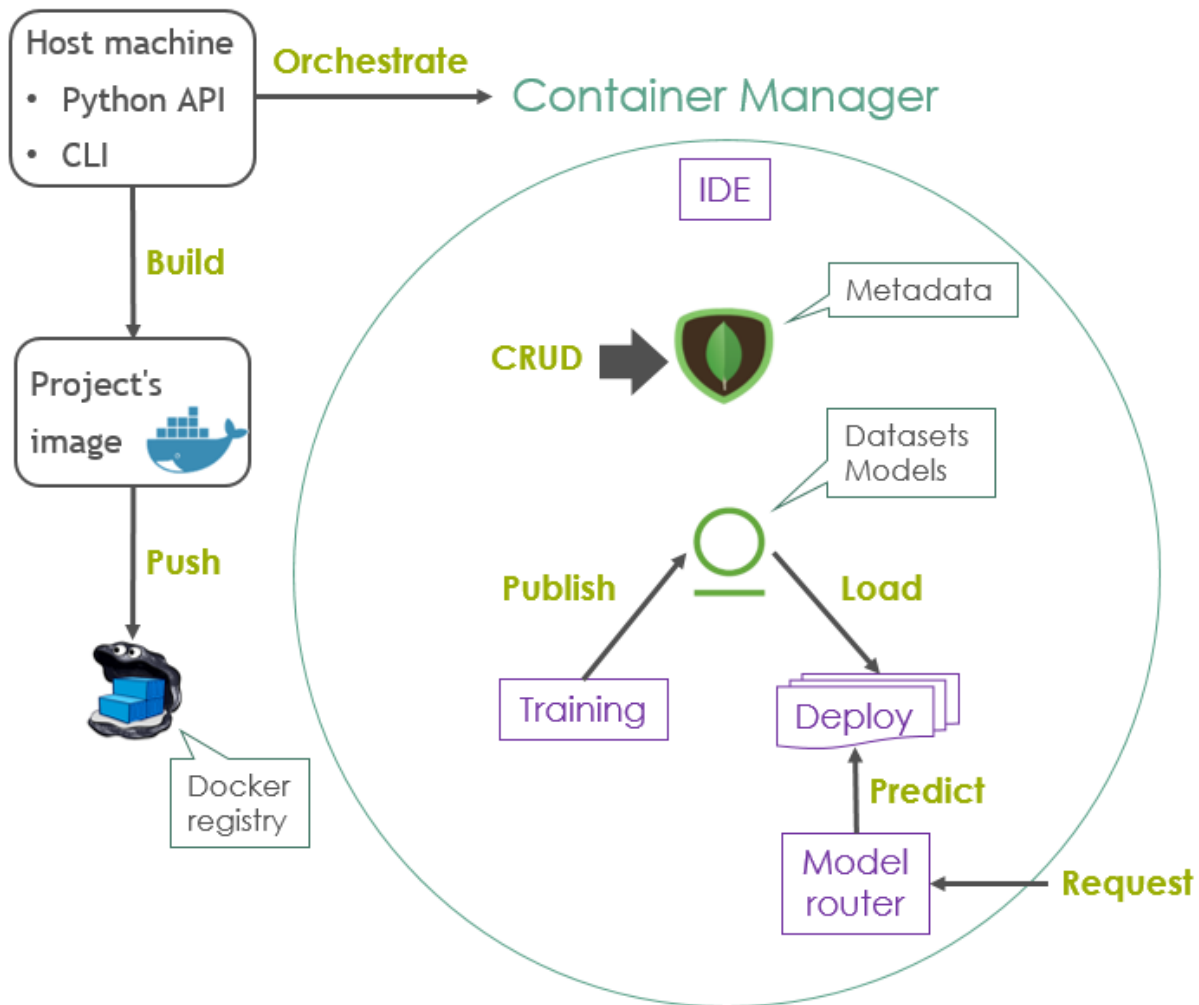 Host machine
• Python API
• CLI
Orchestrate
Container Manager
IDE
Build
Metadata
CRUD
Project's
image
Datasets
Models
Push
Publish
Load
Training
Deploy
Docker
registry
Predict
Model
router
Request